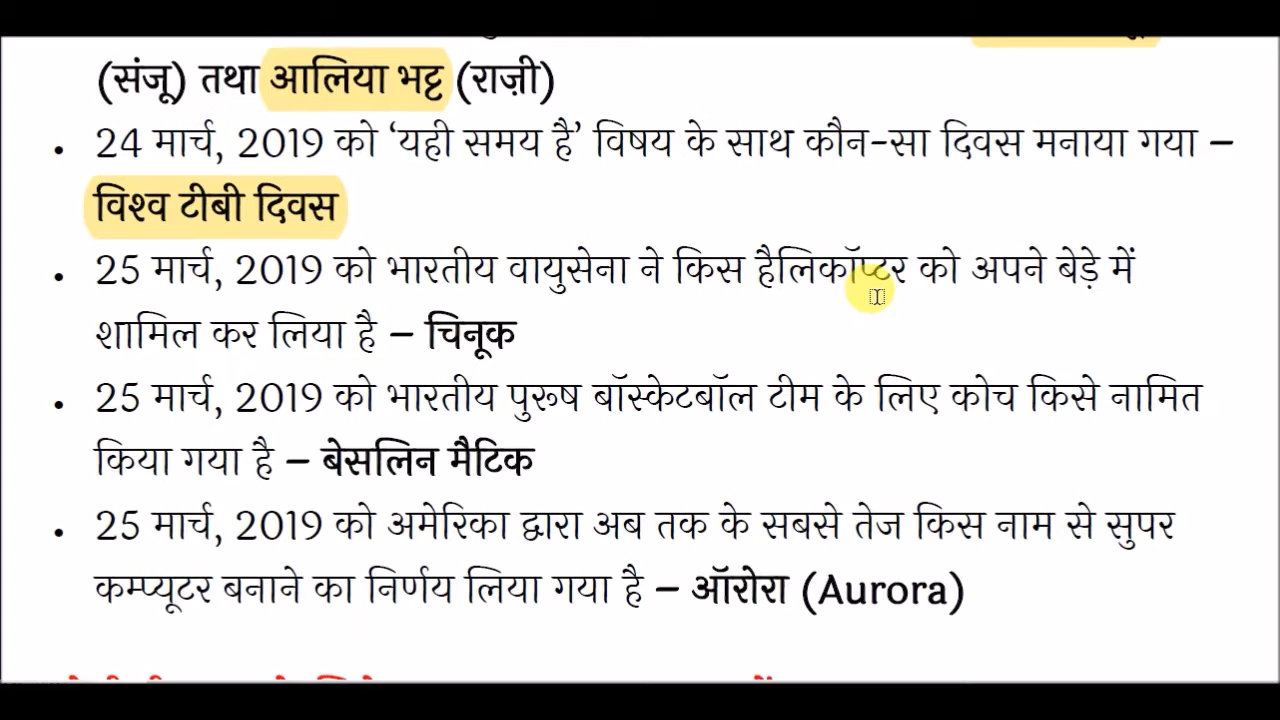 (संजू) तथा आलिया भट्ट (राज़ी)
• 24 मार्च, 2019 को ‘यही समय है’ विषय के साथ कौन-सा दिवस मनाया गया –
विश्व टीबी दिवस
• 25 मार्च, 2019 को भारतीय वायुसेना ने किस हैलिकॉप्टर को अपने बेड़े में
शामिल कर लिया है – चिनूक
• 25 मार्च, 2019 को भारतीय पुरूष बॉस्केटबॉल टीम के लिए कोच किसे नामित
किया गया है – बेसलिन मैटिक
• 25 मार्च, 2019 को अमेरिका द्वारा अब तक के सबसे तेज किस नाम से सुपर
कम्प्यूटर बनाने का निर्णय लिया गया है – ऑरोरा (Aurora)